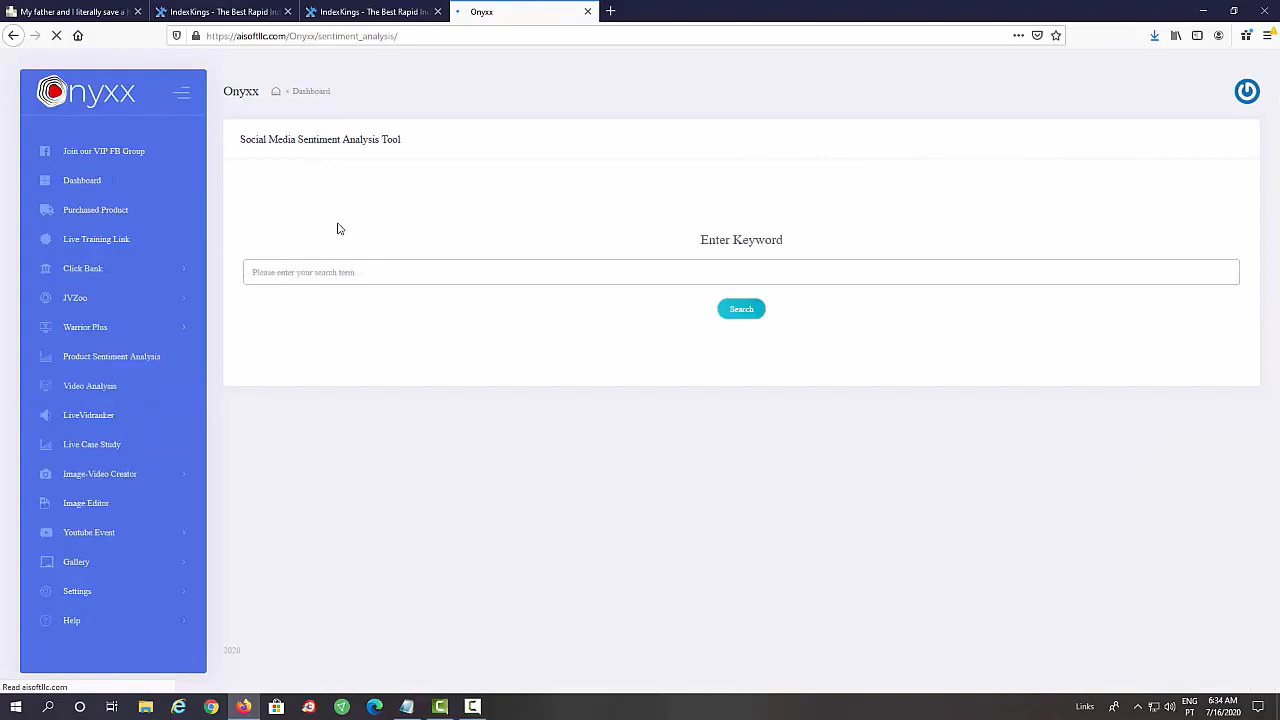 My father and I literally save a h
IndexKings - The Best Rapid Ind
IndexKings - The Best Rapid Ind
Onyxx
https://aisoftllc.com/Onyxx/sentiment_analysis/
Onyxx
Join our VIP FB Group
Dashboard
Purchased Product
Live Training Link
Click Bank
JVZoo
Warrior Plus
Product Sentiment Analysis
Video Analysis
LiveVidranker
Live Case Study
Image-Video Creator
Image Editor
Youtube Event
Gallery
Settings
Help
Onyxx
Dashboard
Social Media Sentiment Analysis Tool
Enter Keyword
Please enter your search term...
Search
2020
Read aisoftllc.com
Links
ENG
PT
6:34 AM
7/16/2020